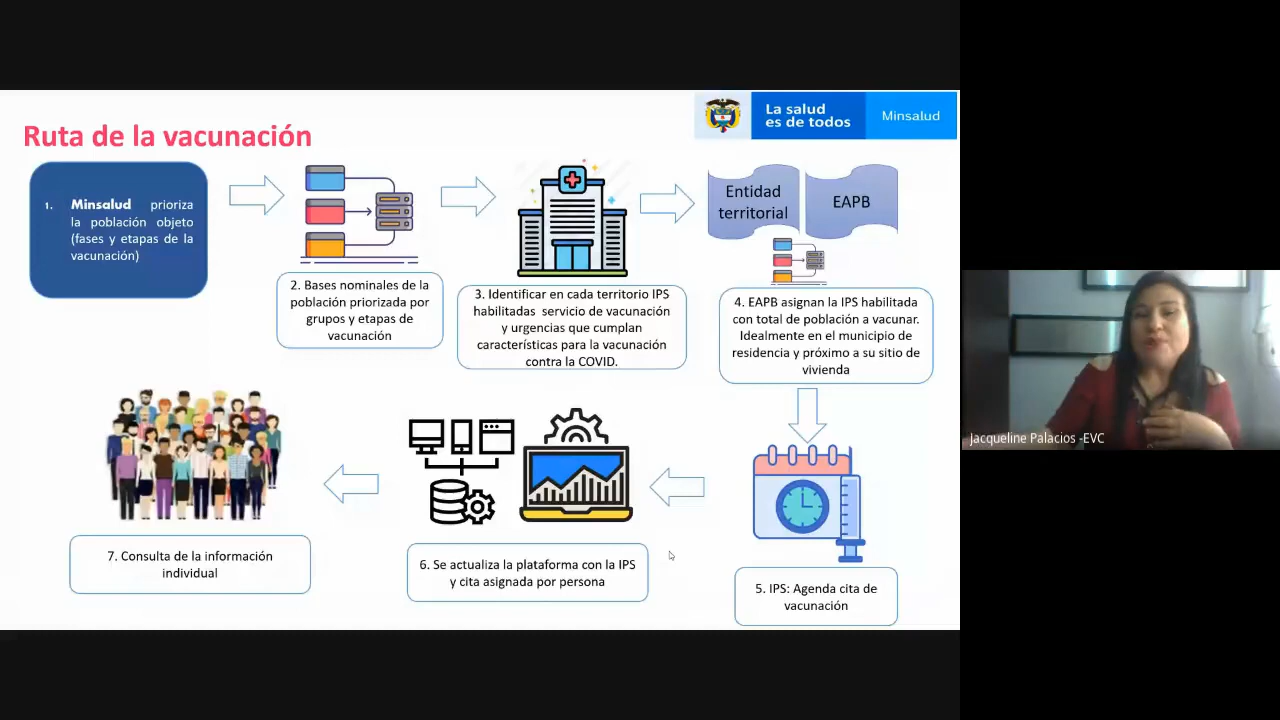 Ruta de la vacunación
La salud
es de todos
Minsalud
1. Minsalud prioriza
la población objeto
(fases y etapas de la
vacunación)
2. Bases nominales de la
población priorizada por
grupos y etapas de
vacunación
3. Identificar en cada territorio IPS
habilitadas servicio de vacunación
y urgencias que cumplan
características para la vacunación
contra la COVID.
Entidad
territorial
EAPB
4. EAPB asignan la IPS habilitada
con total de población a vacunar.
Idealmente en el municipio de
residencia y próximo a su sitio de
vivienda
5. IPS: Agenda cita de
vacunación
6. Se actualiza la plataforma con la IPS
y cita asignada por persona
7. Consulta de la información
individual
Jacqueline Palacios -EVC